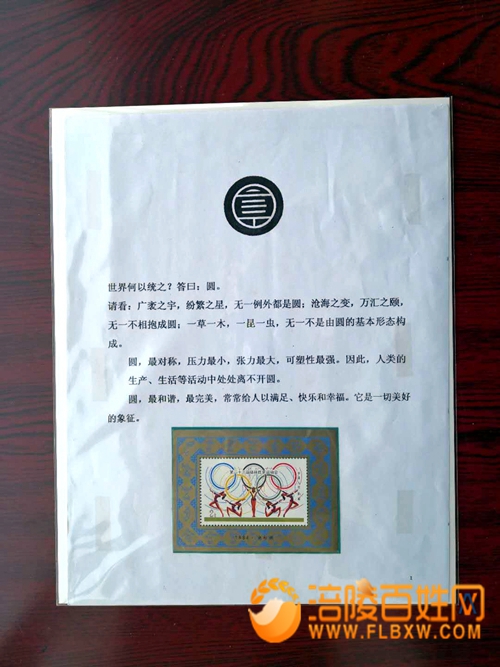 世界何以统之？答曰：圆。
请看：广袤之宇，纷繁之星，无一例外都是圆；沧海之变，万汇之颐，
无一不相抱成圆；一草一木，一昆一虫，无一不是由圆的基本形态构
成。
圆，最对称，压力最小，张力最大，可塑性最强。因此，人类的
生产、生活等活动中处处离不开圆。
圆，最和谐，最完美，常常给人以满足、快乐和幸福。它是一切美好
的象征。
1
涪陵百姓网
WWW.FLBXW.COM